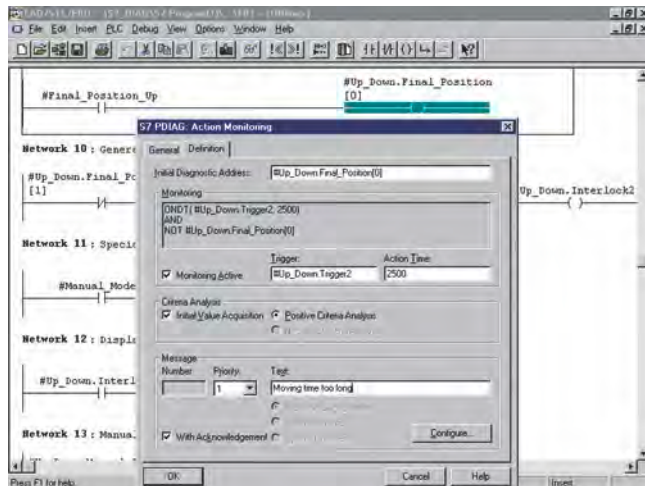 File Edit Insert PLC Debug View Options Window Help
#Up_Down.Final_Position
#Final_Position_Up
[0]
S7 PDIAG: Action Monitoring
General Definition
Network 10: Genera
Initial Diagnostic Address: #Up_Down.Final_Position[0]
#Up_Down.Final_Po
[1]
Monitoring
ONDT( #Up_Down.Trigger2, 2500)
AND
NOT #Up_Down.Final_Position[0]
Up_Down.Interlock2
Network 11: Specia
Trigger: Action Time:
Monitoring Active #Up_Down.Trigger2 2500
#Manual_Mode
Criteria Analysis
Initial Value Acquisition Positive Criteria Analysis
Network 12: Displa
Message
Number Priority: Text:
1 Moving time too long
#Up_Down.Interl
With Acknowledgement Configure...
Network 13: Manua
OK Cancel Help
Press F1 for help. Insert